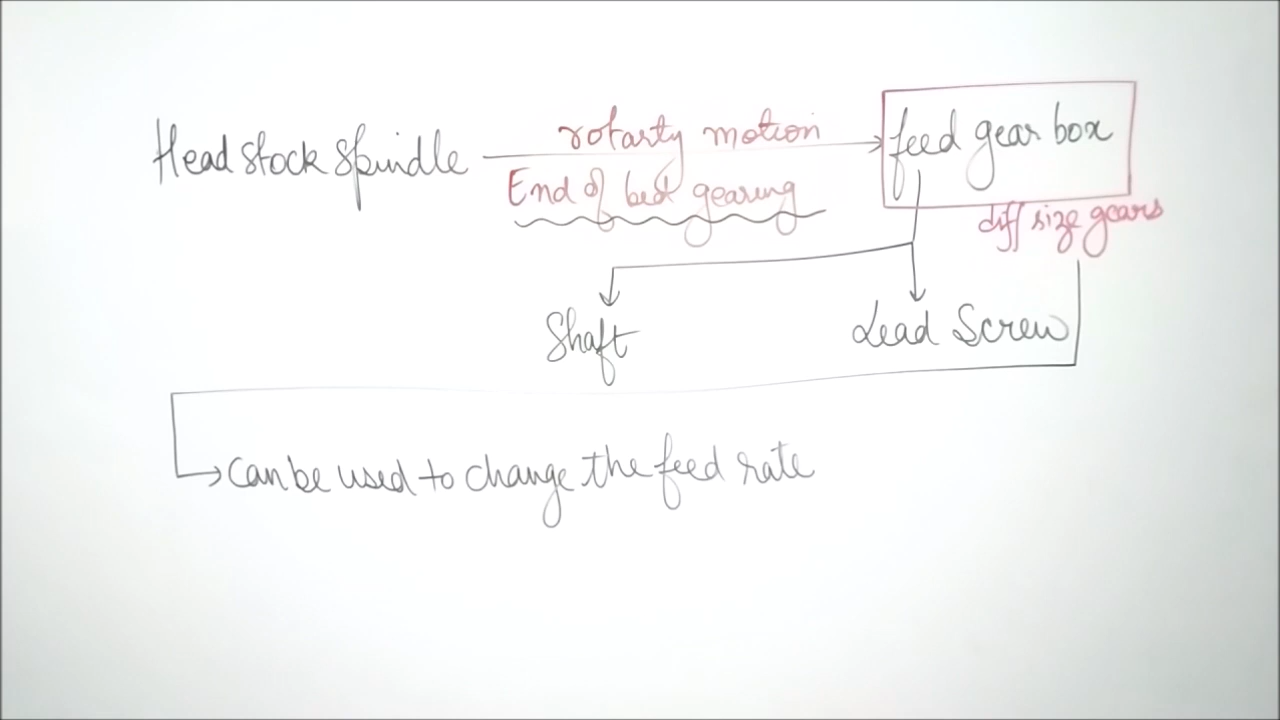 Head stock spindle
rotarty motion
feed gear box
End of bed gearing
diff size gears
Shaft
Lead Screw
can be used to change the feed rate